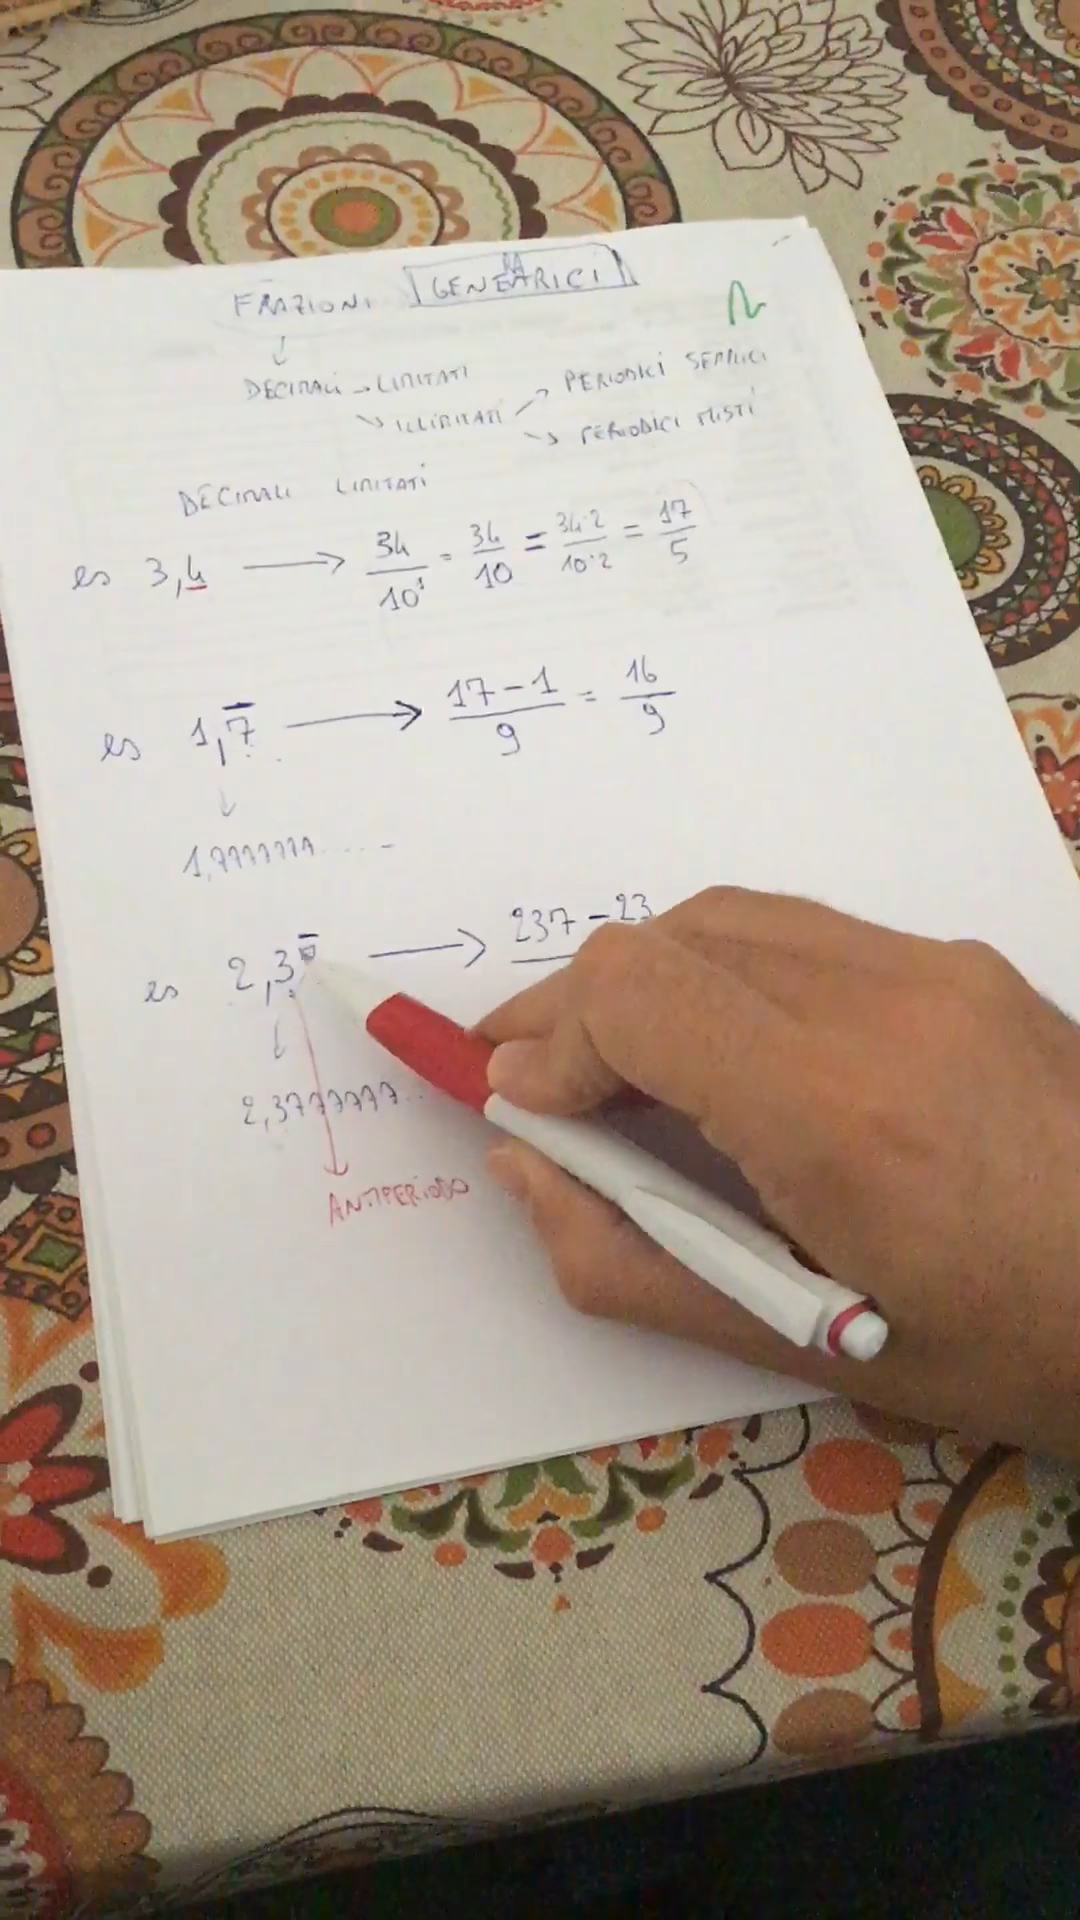 FRAZIONI GENERATRICI
DECIMALI → LIMITATI
↘ ILLIMITATI ↗ PERIODICI SEMPLICI
↘ PERIODICI MISTI
DECIMALI LIMITATI
es 3,4 → 34/10¹ = 34/10 = 34:2/10:2 = 17/5
es 1,7̅ → 17-1/9 = 16/9
↓
1,7777777.....-
es 2,37̅ → 237-23
↓
2,3777777..
ANTIPERIODO